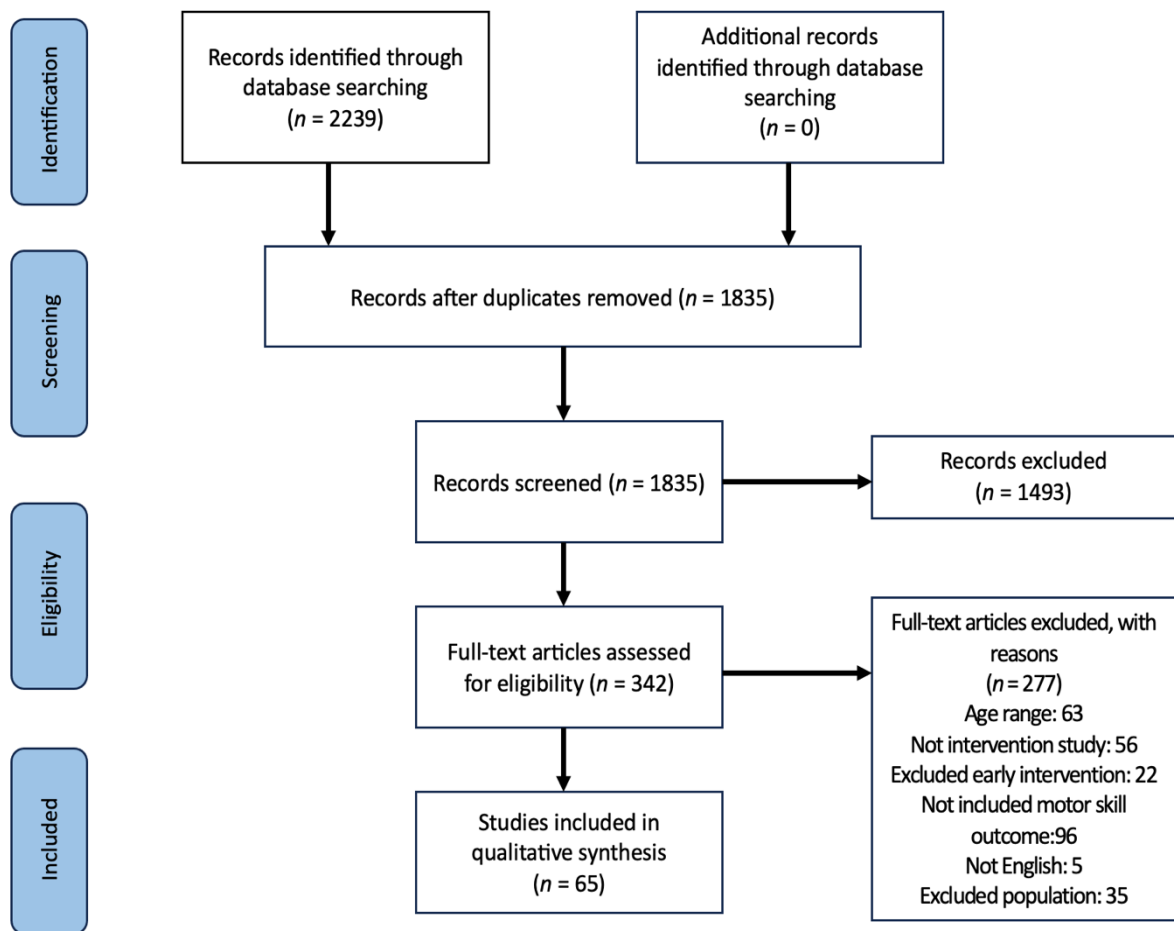 Identification
Records identified through
database searching
(n = 2239)
Additional records
identified through database
searching
(n = 0)
Screening
Records after duplicates removed (n = 1835)
Records screened (n = 1835)
Records excluded
(n = 1493)
Eligibility
Full-text articles assessed
for eligibility (n = 342)
Full-text articles excluded, with
reasons
(n = 277)
Age range: 63
Not intervention study: 56
Excluded early intervention: 22
Not included motor skill
outcome:96
Not English: 5
Excluded population: 35
Included
Studies included in
qualitative synthesis
(n = 65)